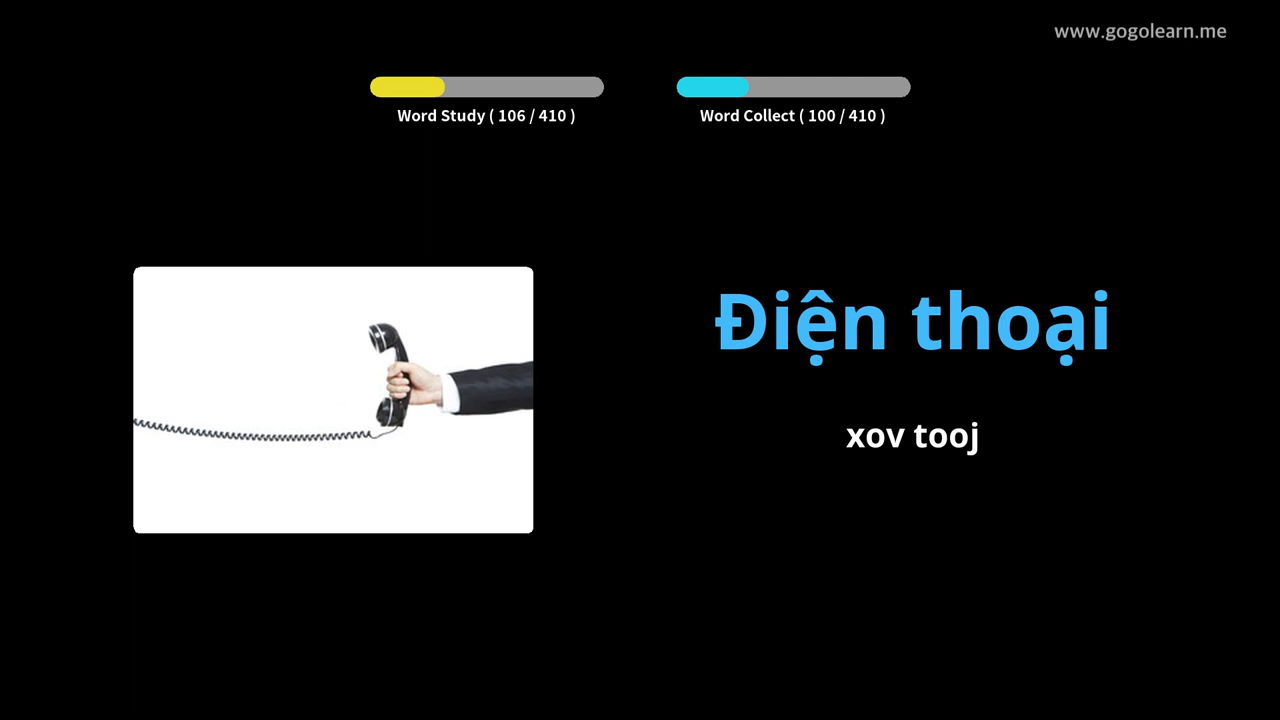 www.gogolearn.me
Word Study ( 106 / 410 )
Word Collect ( 100 / 410 )
Điện thoại
xov tooj